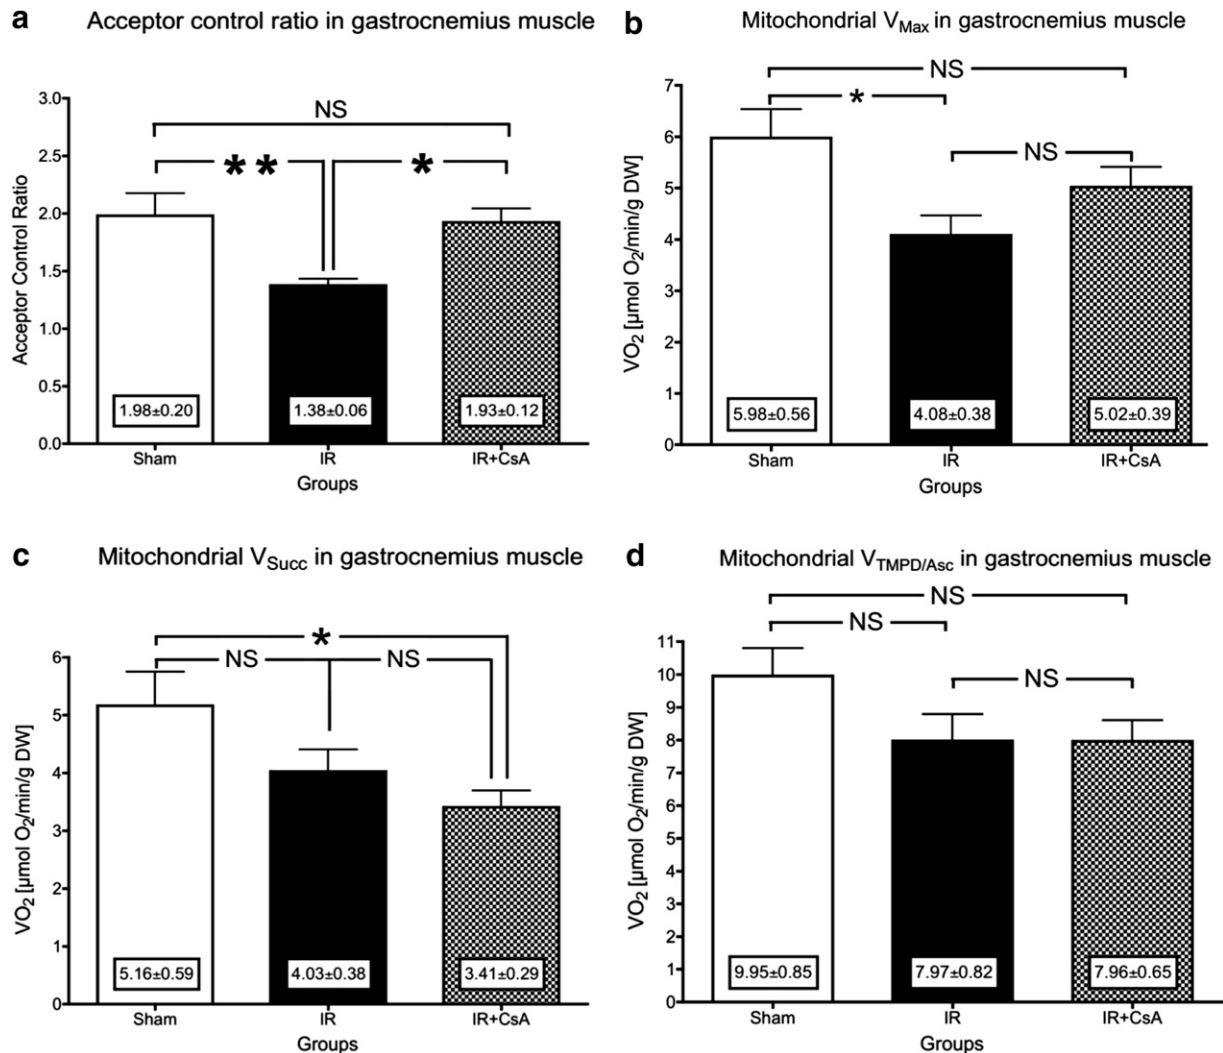 a
Acceptor control ratio in gastrocnemius muscle
NS
** *
Acceptor Control Ratio
3.0
2.5
2.0
1.5
1.0
0.5
0.0
1.98±0.20 1.38±0.06 1.93±0.12
Sham IR IR+CsA
Groups
b
Mitochondrial VMax in gastrocnemius muscle
NS
*
NS
VO2 [µmol O2/min/g DW]
7
6
5
4
3
2
1
0
5.98±0.56 4.08±0.38 5.02±0.39
Sham IR IR+CsA
Groups
c
Mitochondrial VSucc in gastrocnemius muscle
*
NS NS
VO2 [µmol O2/min/g DW]
6
5
4
3
2
1
0
5.16±0.59 4.03±0.38 3.41±0.29
Sham IR IR+CsA
Groups
d
Mitochondrial VTMPD/Asc in gastrocnemius muscle
NS
NS
NS
VO2 [µmol O2/min/g DW]
11
10
9
8
7
6
5
4
3
2
1
0
9.95±0.85 7.97±0.82 7.96±0.65
Sham IR IR+CsA
Groups